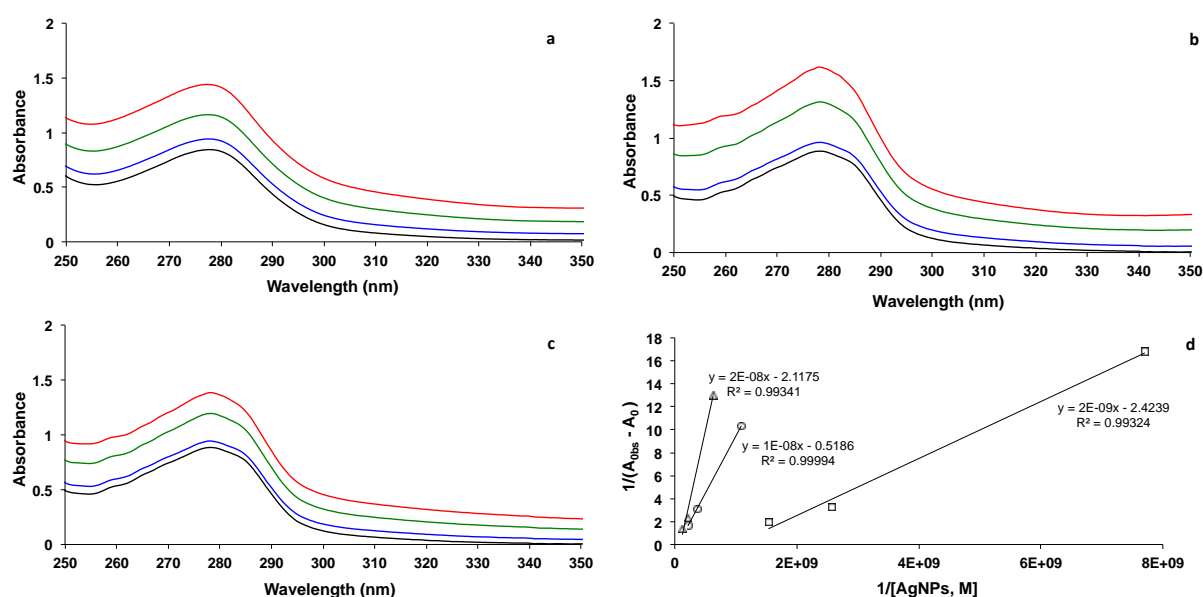 a
2
1.5
1
0.5
0
Absorbance
250 260 270 280 290 300 310 320 330 340 350
Wavelength (nm)
b
2
1.5
1
0.5
0
Absorbance
250 260 270 280 290 300 310 320 330 340 350
Wavelength (nm)
c
2
1.5
1
0.5
0
Absorbance
250 260 270 280 290 300 310 320 330 340 350
Wavelength (nm)
d
18
16
14
12
10
8
6
4
2
0
1/(A0bs - A0)
y = 2E-08x - 2.1175
R² = 0.99341
y = 1E-08x - 0.5186
R² = 0.99994
y = 2E-09x - 2.4239
R² = 0.99324
0 2E+09 4E+09 6E+09 8E+09
1/[AgNPs, M]